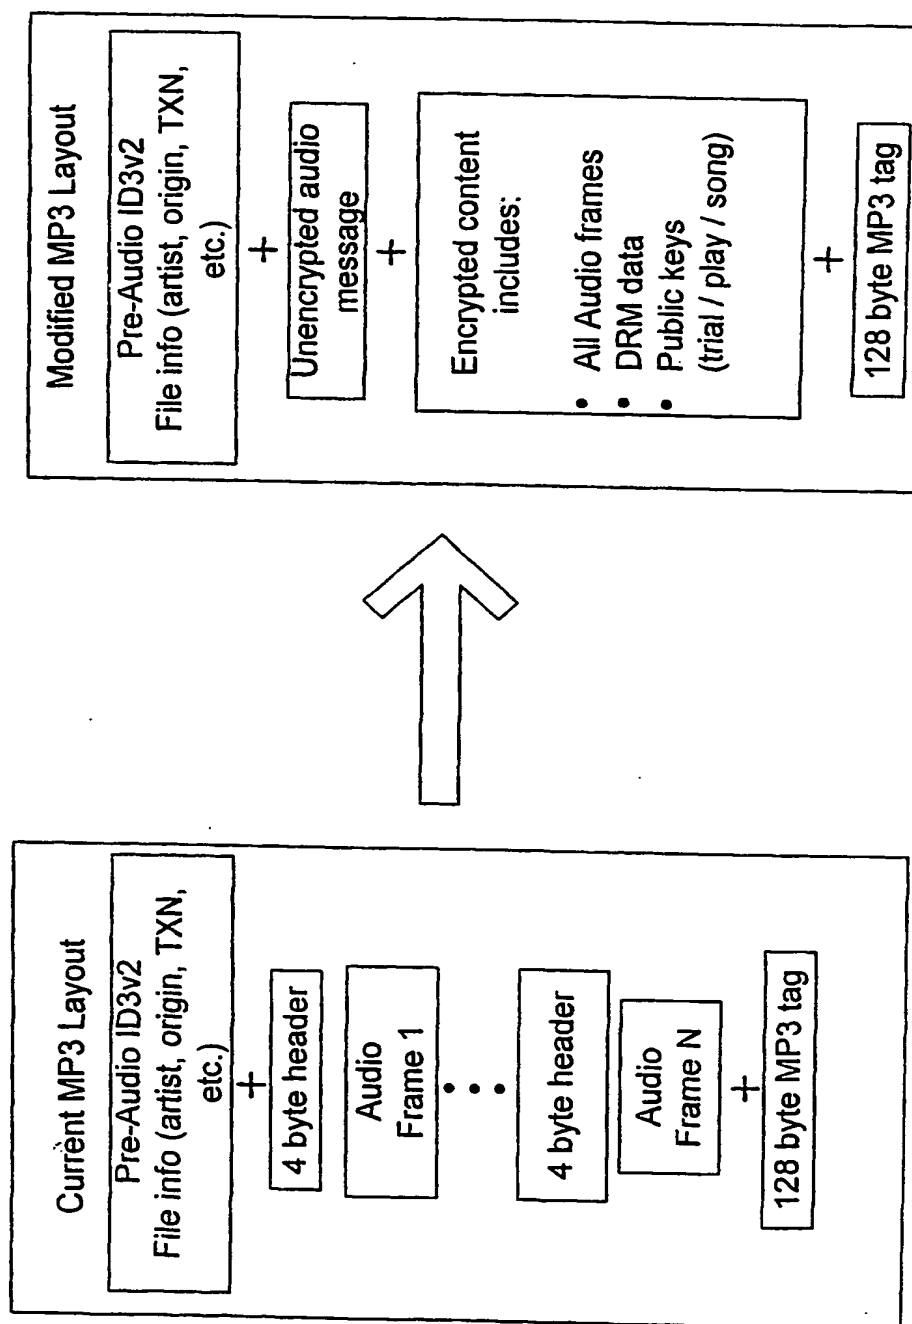 Current MP3 Layout
Pre-Audio ID3v2
File info (artist, origin, TXN,
etc.)
+
4 byte header
Audio
Frame 1
• • •
4 byte header
Audio
Frame N
+
128 byte MP3 tag
Modified MP3 Layout
Pre-Audio ID3v2
File info (artist, origin, TXN,
etc.)
+
Unencrypted audio
message
+
Encrypted content
includes:
• All Audio frames
• DRM data
• Public keys
(trial / play / song)
+
128 byte MP3 tag